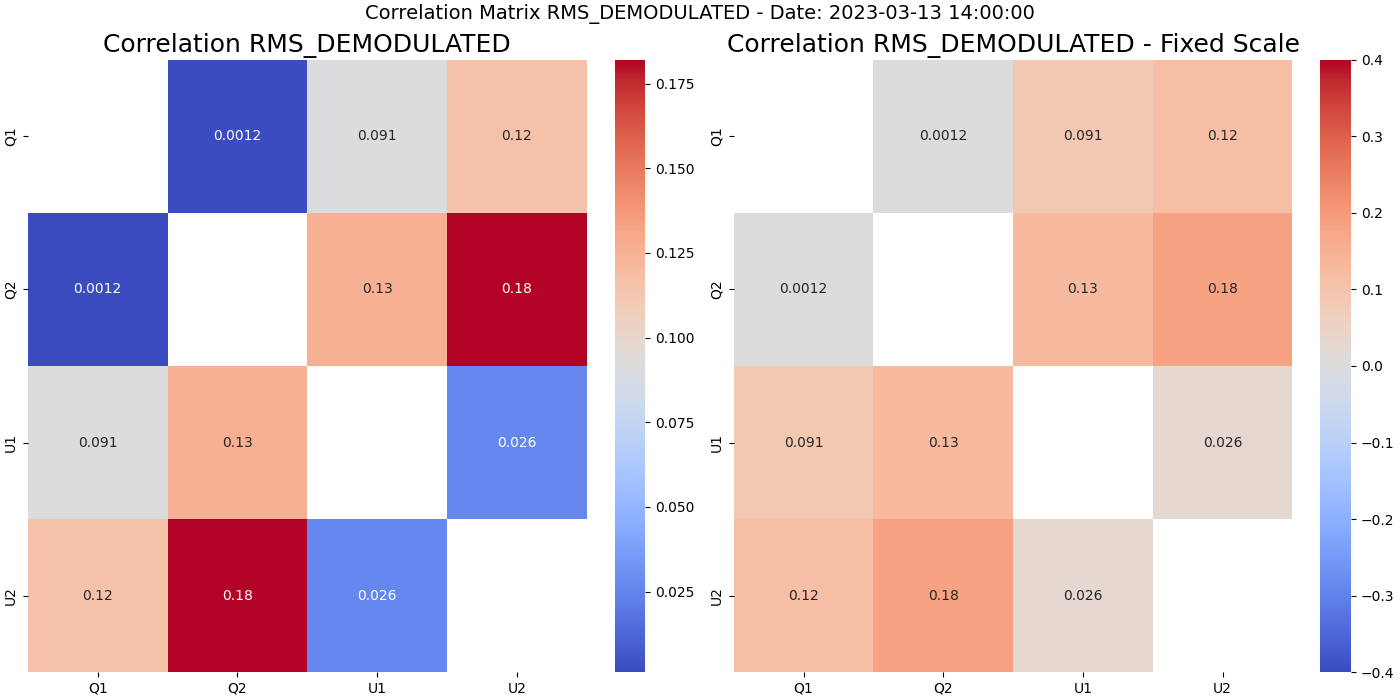 Correlation Matrix RMS_DEMODULATED - Date: 2023-03-13 14:00:00
Correlation RMS_DEMODULATED
Q1
0.0012
0.091
0.12
Q2
0.0012
0.13
0.18
U1
0.091
0.13
0.026
U2
0.12
0.18
0.026
Q1
Q2
U1
U2
0.175
0.150
0.125
0.100
0.075
0.050
0.025
Correlation RMS_DEMODULATED - Fixed Scale
Q1
0.0012
0.091
0.12
Q2
0.0012
0.13
0.18
U1
0.091
0.13
0.026
U2
0.12
0.18
0.026
Q1
Q2
U1
U2
0.4
0.3
0.2
0.1
0.0
−0.1
−0.2
−0.3
−0.4